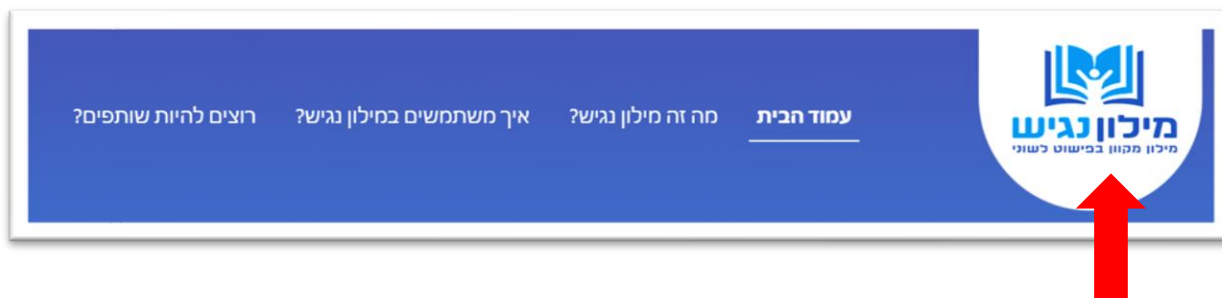 מילון נגיש
מילון מקוון בפישוט לשוני
עמוד הבית
מה זה מילון נגיש?
איך משתמשים במילון נגיש?
רוצים להיות שותפים?